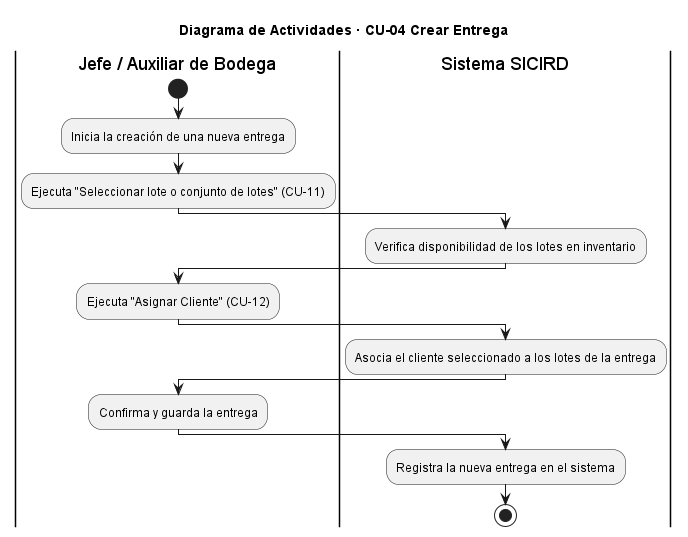 Diagrama de Actividades · CU-04 Crear Entrega
Jefe / Auxiliar de Bodega
Sistema SICIRD
Inicia la creación de una nueva entrega
Ejecuta "Seleccionar lote o conjunto de lotes" (CU-11)
Verifica disponibilidad de los lotes en inventario
Ejecuta "Asignar Cliente" (CU-12)
Asocia el cliente seleccionado a los lotes de la entrega
Confirma y guarda la entrega
Registra la nueva entrega en el sistema